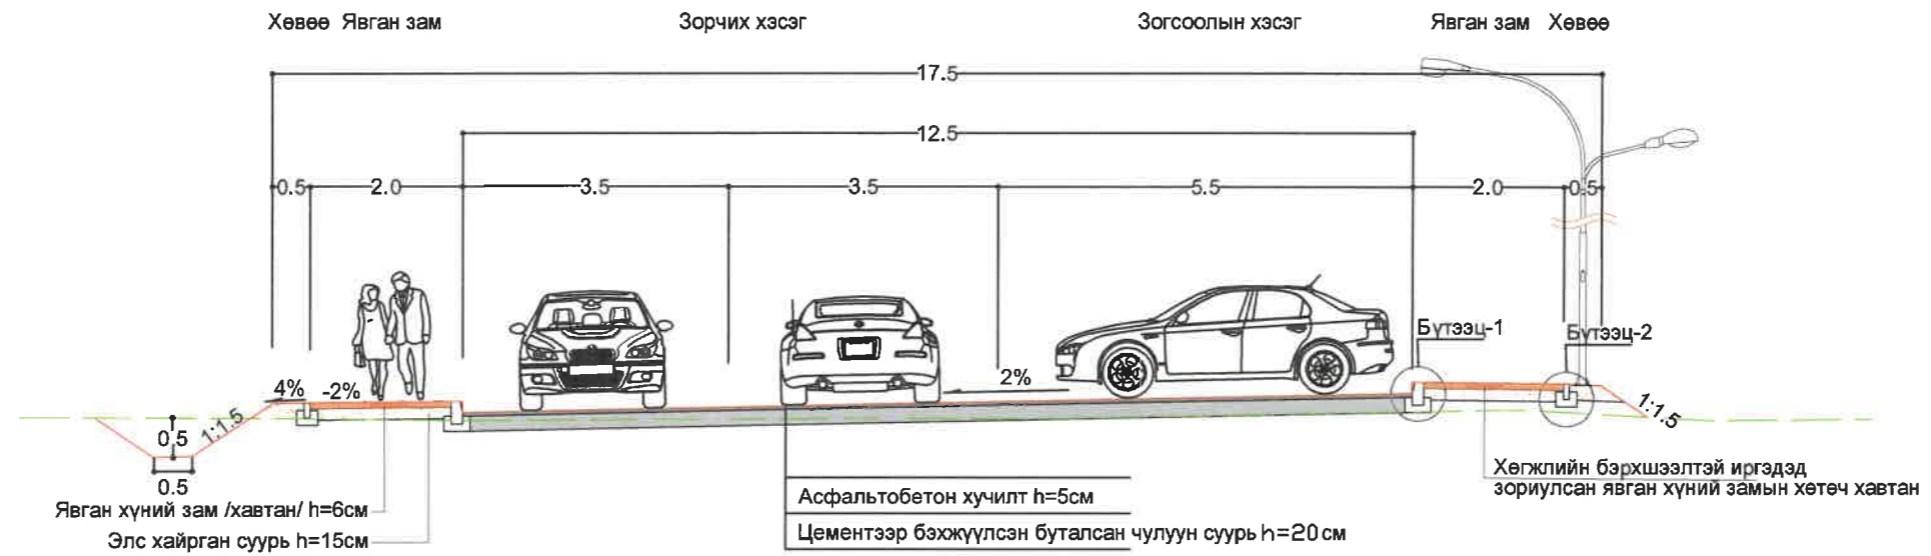 Хөвөө Явган зам Зорчих хэсэг Зогсоолын хэсэг Явган зам Хөвөө
17.5
12.5
0.5 2.0 3.5 3.5 5.5 2.0 0.5
Бүтээц-1 Бүтээц-2
4% -2% 2%
1:1.5 1:1.5
0.5
0.5
Явган хүний зам /хавтан/ h=6см
Элс хайрган суурь h=15см
Асфальтобетон хучилт h=5см
Цементээр бэхжүүлсэн буталсан чулуун суурь h=20см
Хөгжлийн бэрхшээлтэй иргэдэд
зориулсан явган хүний замын хөтөч хавтан